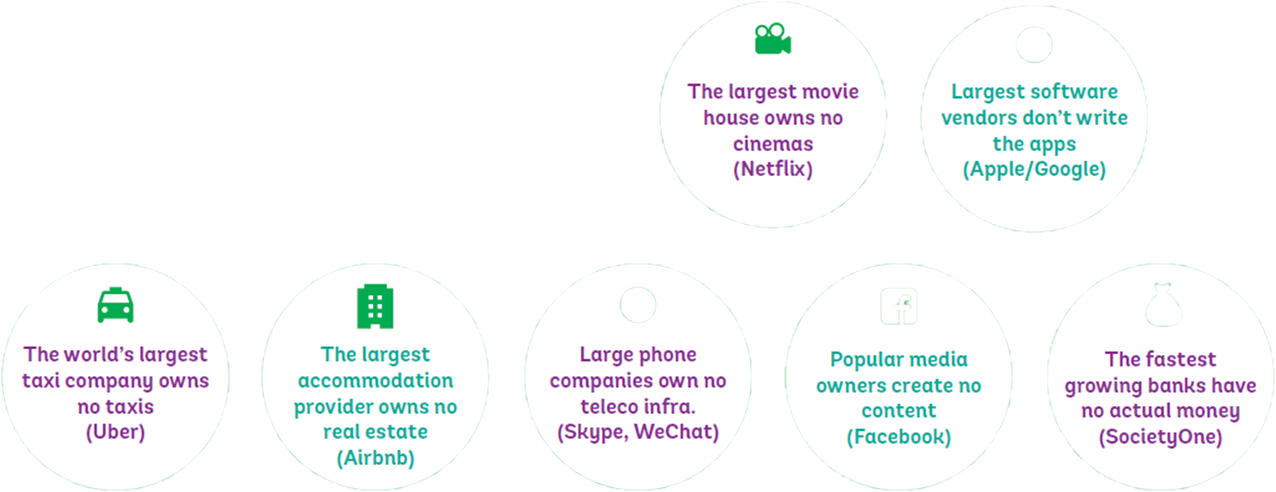 The largest movie
house owns no
cinemas
(Netflix)
Largest software
vendors don't write
the apps
(Apple/Google)
The world's largest
taxi company owns
no taxis
(Uber)
The largest
accommodation
provider owns no
real estate
(Airbnb)
Large phone
companies own no
teleco infra.
(Skype, WeChat)
Popular media
owners create no
content
(Facebook)
The fastest
growing banks have
no actual money
(SocietyOne)